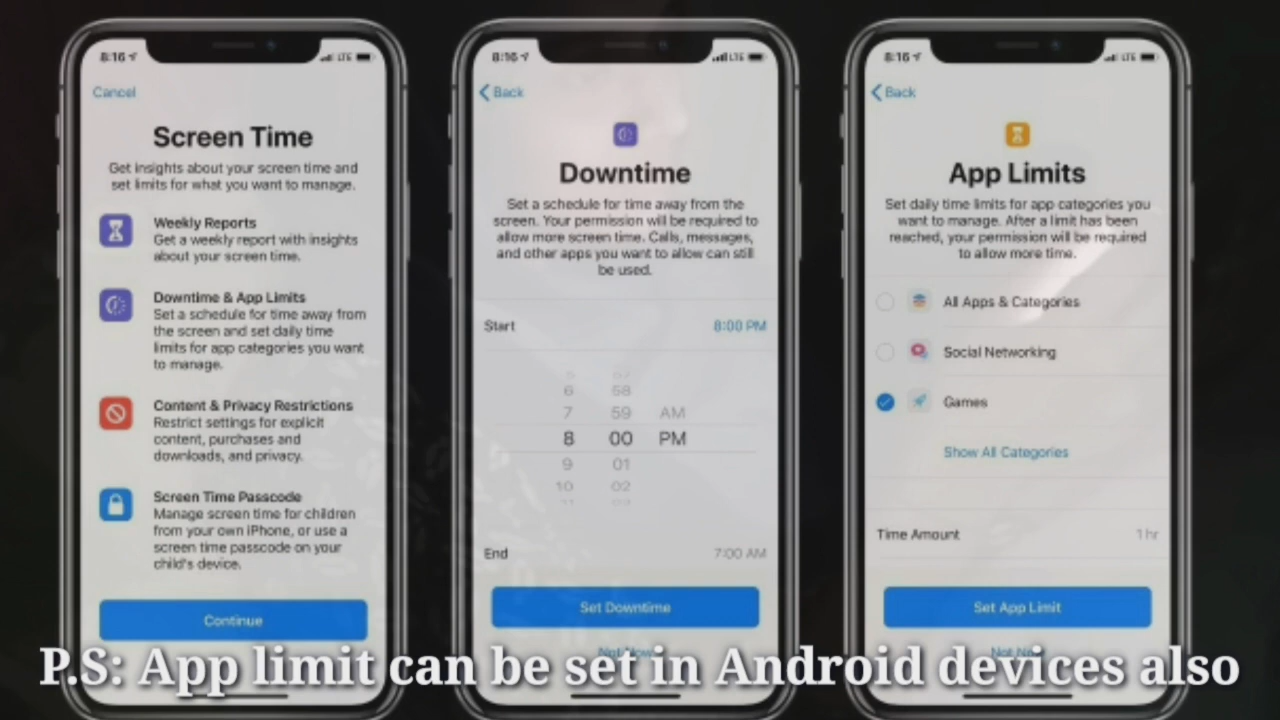 8:16
LTE
Cancel
Screen Time
Get insights about your screen time and
set limits for what you want to manage.
Weekly Reports
Get a weekly report with insights
about your screen time.
Downtime & App Limits
Set a schedule for time away from
the screen and set daily time
limits for app categories you want
to manage.
Content & Privacy Restrictions
Restrict settings for explicit
content, purchases and
downloads, and privacy.
Screen Time Passcode
Manage screen time for children
from your own iPhone, or use a
screen time passcode on your
child's device.
Continue
8:16
LTE
Back
Downtime
Set a schedule for time away from the
screen. Your permission will be required to
allow more screen time. Calls, messages,
and other apps you want to allow can still
be used.
Start 8:00 PM
6 58
7 59 AM
8 00 PM
9 01
10 02
End 7:00 AM
Set Downtime
Not Now
8:16
LTE
Back
App Limits
Set daily time limits for app categories you
want to manage. After a limit has been
reached, your permission will be required
to allow more time.
All Apps & Categories
Social Networking
Games
Show All Categories
Time Amount 1 hr
Set App Limit
P.S: App limit can be set in Android devices also